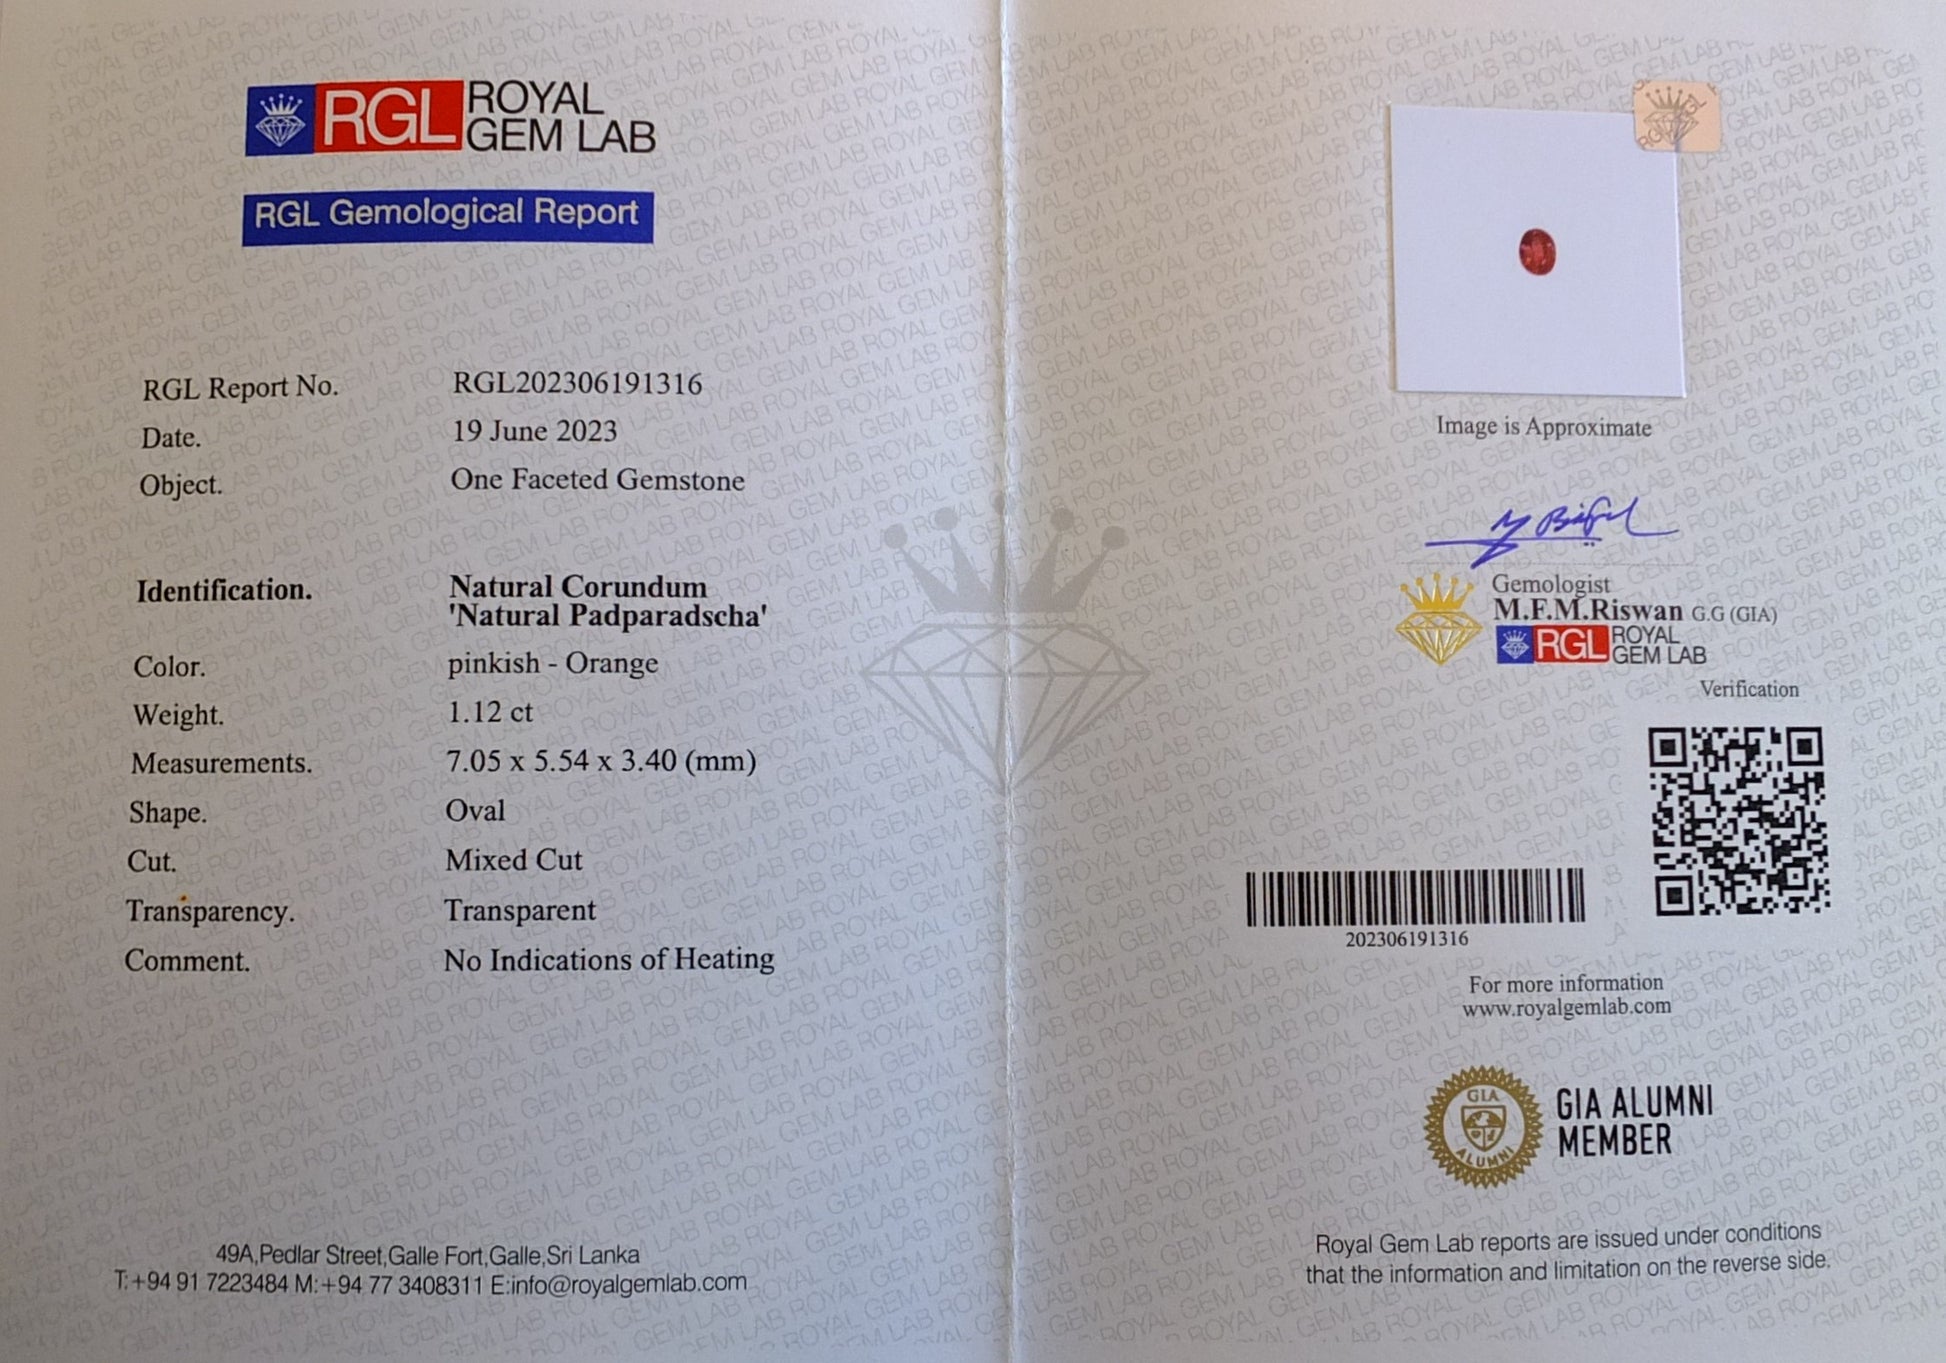 RGL ROYAL
GEM LAB
RGL Gemological Report
RGL Report No. RGL202306191316
Date. 19 June 2023
Object. One Faceted Gemstone
Identification. Natural Corundum
'Natural Padparadscha'
Color. pinkish - Orange
Weight. 1.12 ct
Measurements. 7.05 x 5.54 x 3.40 (mm)
Shape. Oval
Cut. Mixed Cut
Transparency. Transparent
Comment. No Indications of Heating
49A,Pedlar Street,Galle Fort,Galle,Sri Lanka
T:+94 91 7223484 M:+94 77 3408311 E:info@royalgemlab.com
Image is Approximate
Gemologist
M.F.M.Riswan G.G (GIA)
RGL ROYAL
GEM LAB
Verification
202306191316
For more information
www.royalgemlab.com
GIA
ALUMNI
GIA ALUMNI
MEMBER
Royal Gem Lab reports are issued under conditions
that the information and limitation on the reverse side.